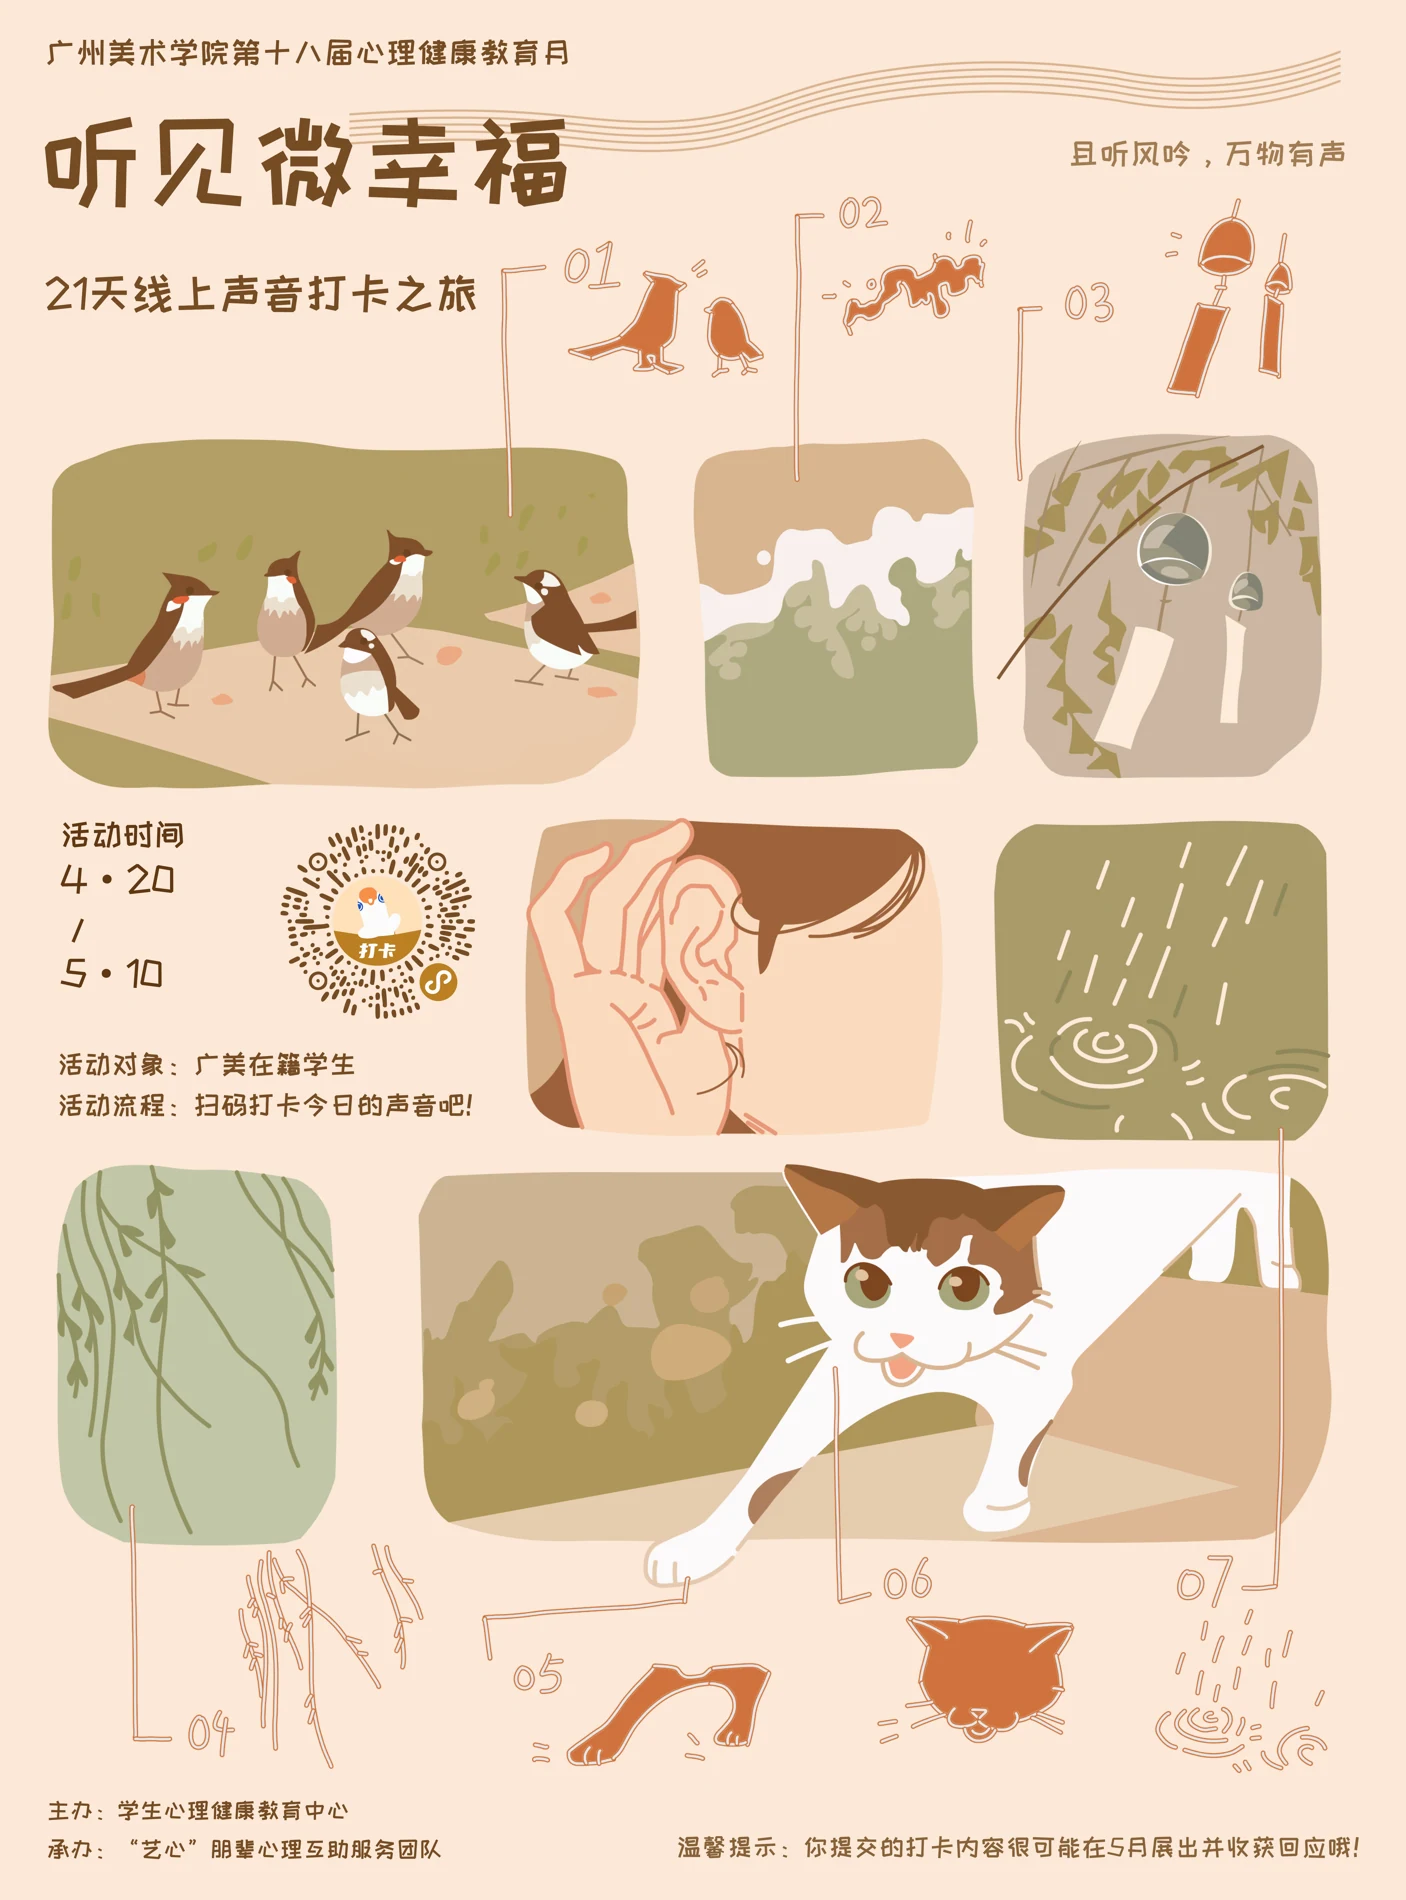 广州美术学院第十八届心理健康教育月
听见微幸福
且听风吟，万物有声
21天线上声音打卡之旅
01
02
03
活动时间
4·20
/
5·10
打卡
活动对象：广美在籍学生
活动流程：扫码打卡今日的声音吧！
04
05
06
07
主办：学生心理健康教育中心
承办：“艺心”朋辈心理互助服务团队
温馨提示：你提交的打卡内容很可能在5月展出并收获回应哦！